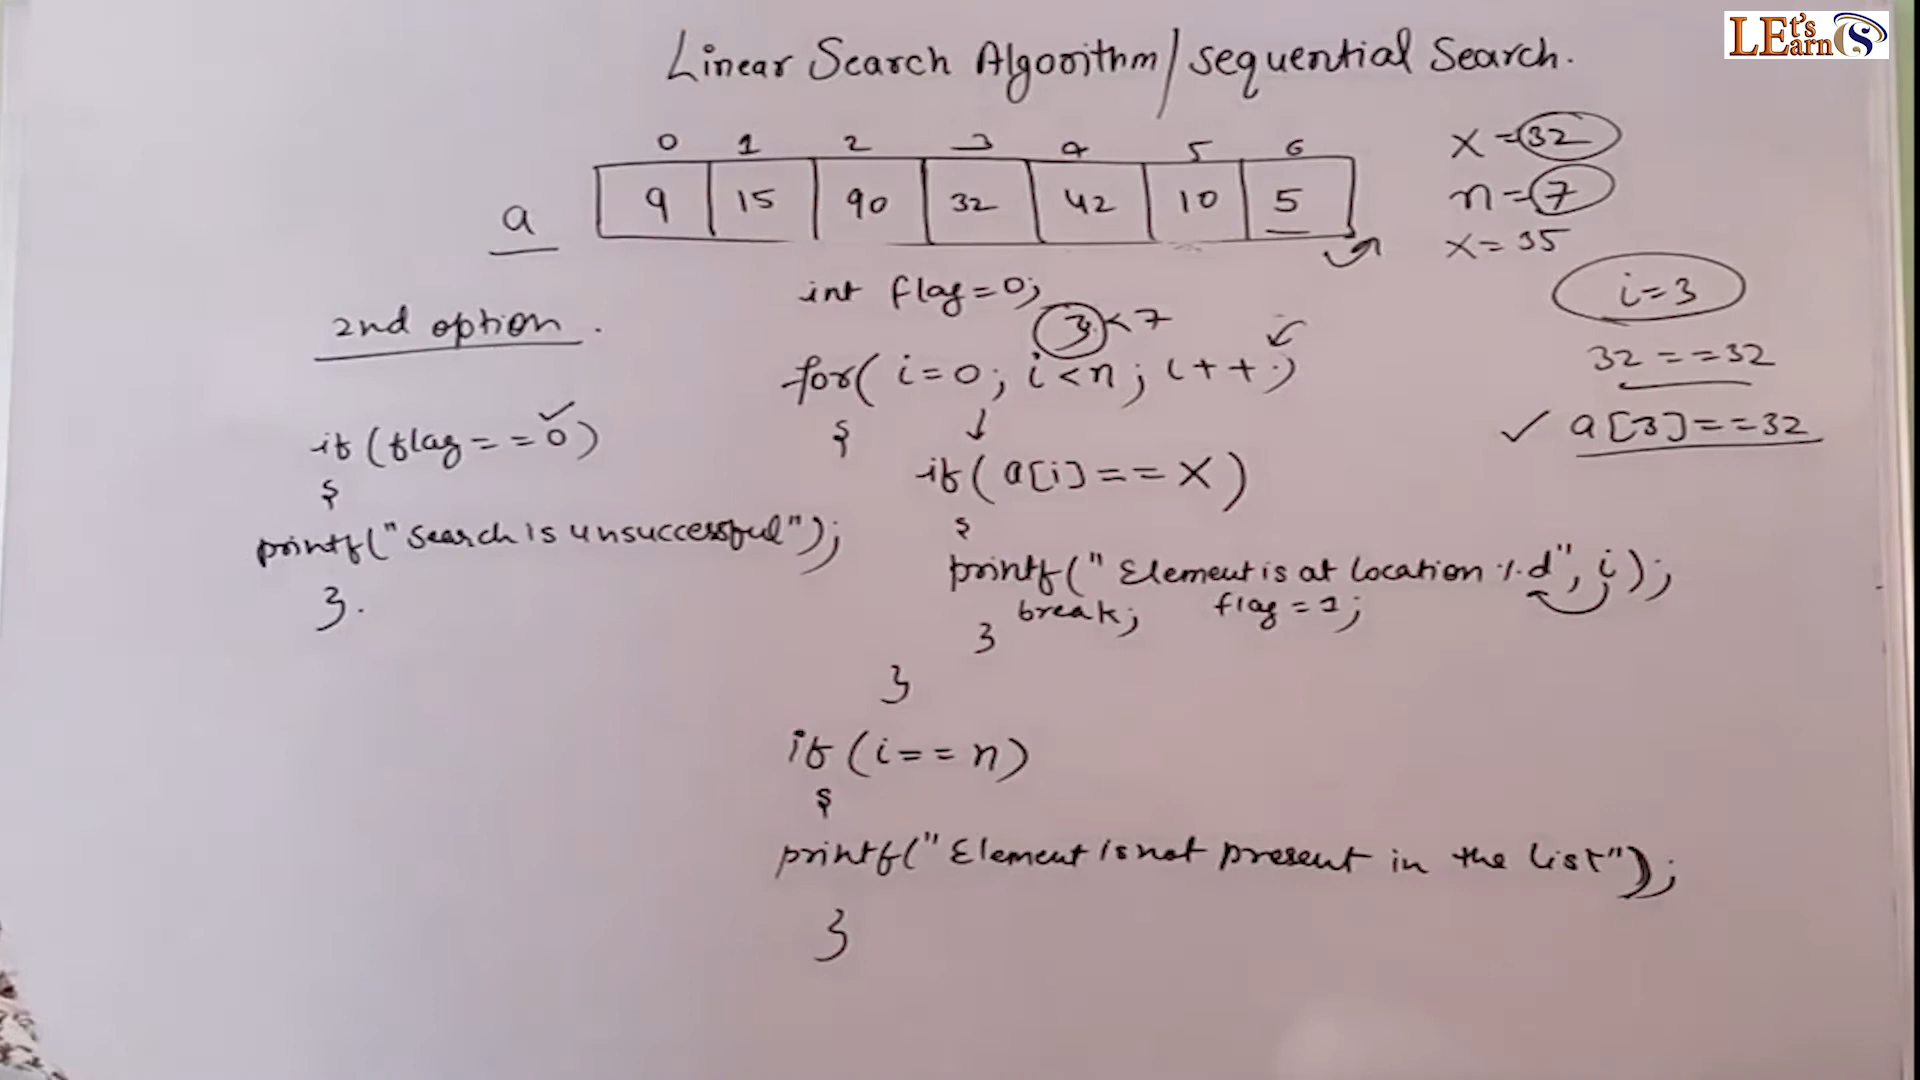 LEt's Earn CS
Linear Search Algorithm/sequential Search.
0 1 2 3 4 5 6
a 9 15 90 32 42 10 5
x=32
n=7
x=35
int flag=0;
i=3
3<7
2nd option.
for( i=0; i<n; i++)
{
32==32
a[3]==32
if(a[i]==x)
{
printf("Element is at location %d", i);
break; flag=1;
}
}
if(flag==0)
{
printf("Search is unsuccessful");
}.
if(i==n)
{
printf("Element is not present in the list");
}